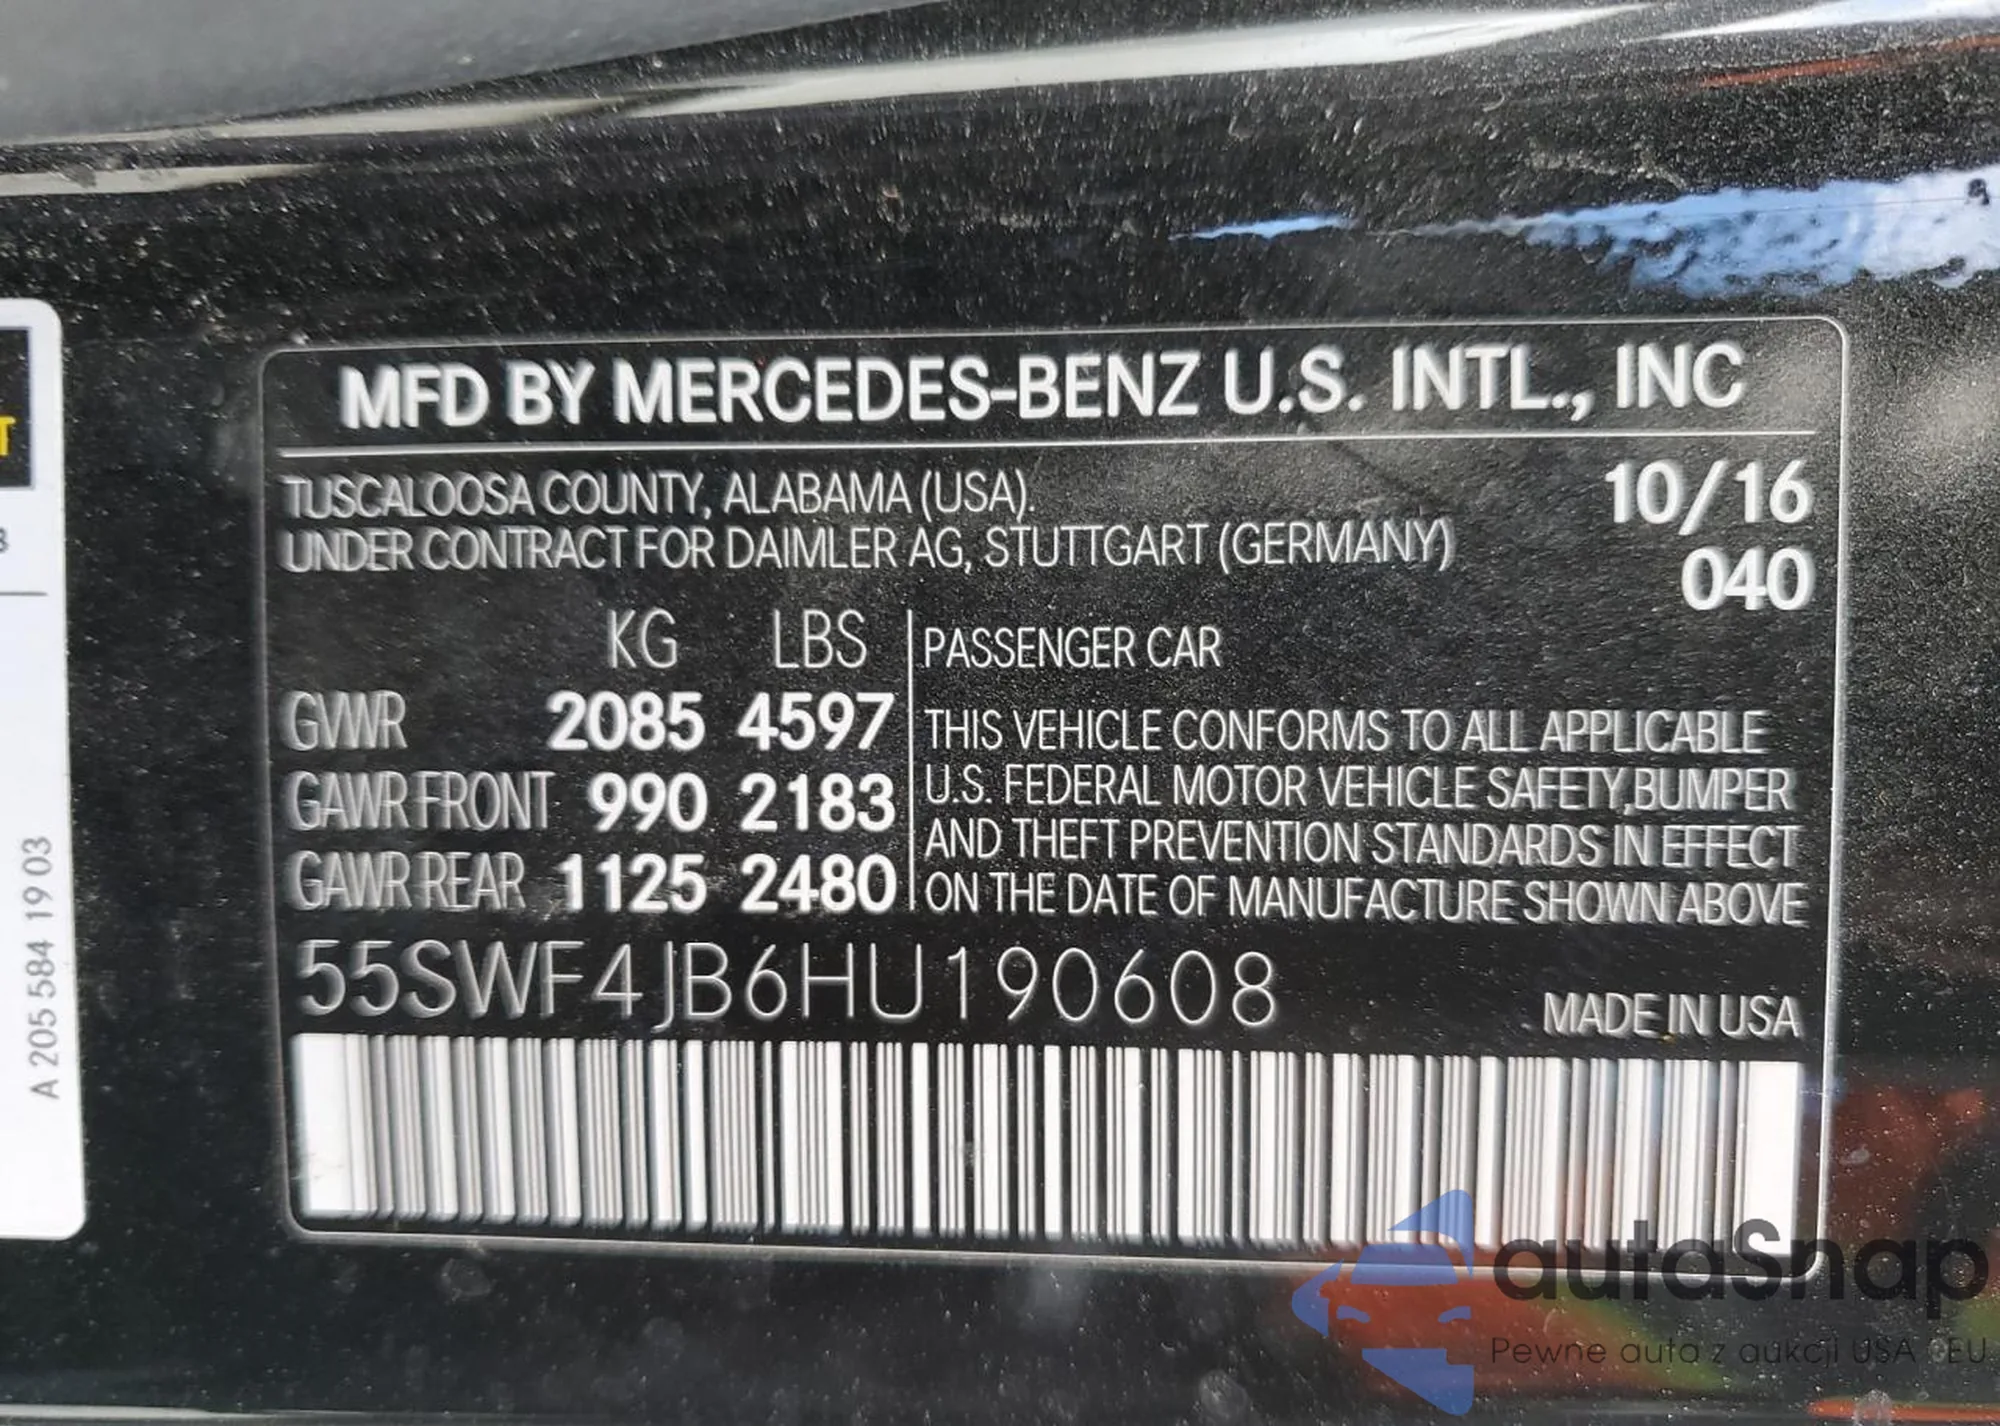 MFD BY MERCEDES-BENZ U.S. INTL., INC
TUSCALOOSA COUNTY, ALABAMA (USA).
10/16
UNDER CONTRACT FOR DAIMLER AG, STUTTGART (GERMANY)
040
KG LBS
GVWR 2085 4597
GAWR FRONT 990 2183
GAWR REAR 1125 2480
PASSENGER CAR
THIS VEHICLE CONFORMS TO ALL APPLICABLE
U.S. FEDERAL MOTOR VEHICLE SAFETY,BUMPER
AND THEFT PREVENTION STANDARDS IN EFFECT
ON THE DATE OF MANUFACTURE SHOWN ABOVE
55SWF4JB6HU190608
MADE IN USA
A 205 584 19 03
autaSnap
Pewne auta z aukcji USA EU